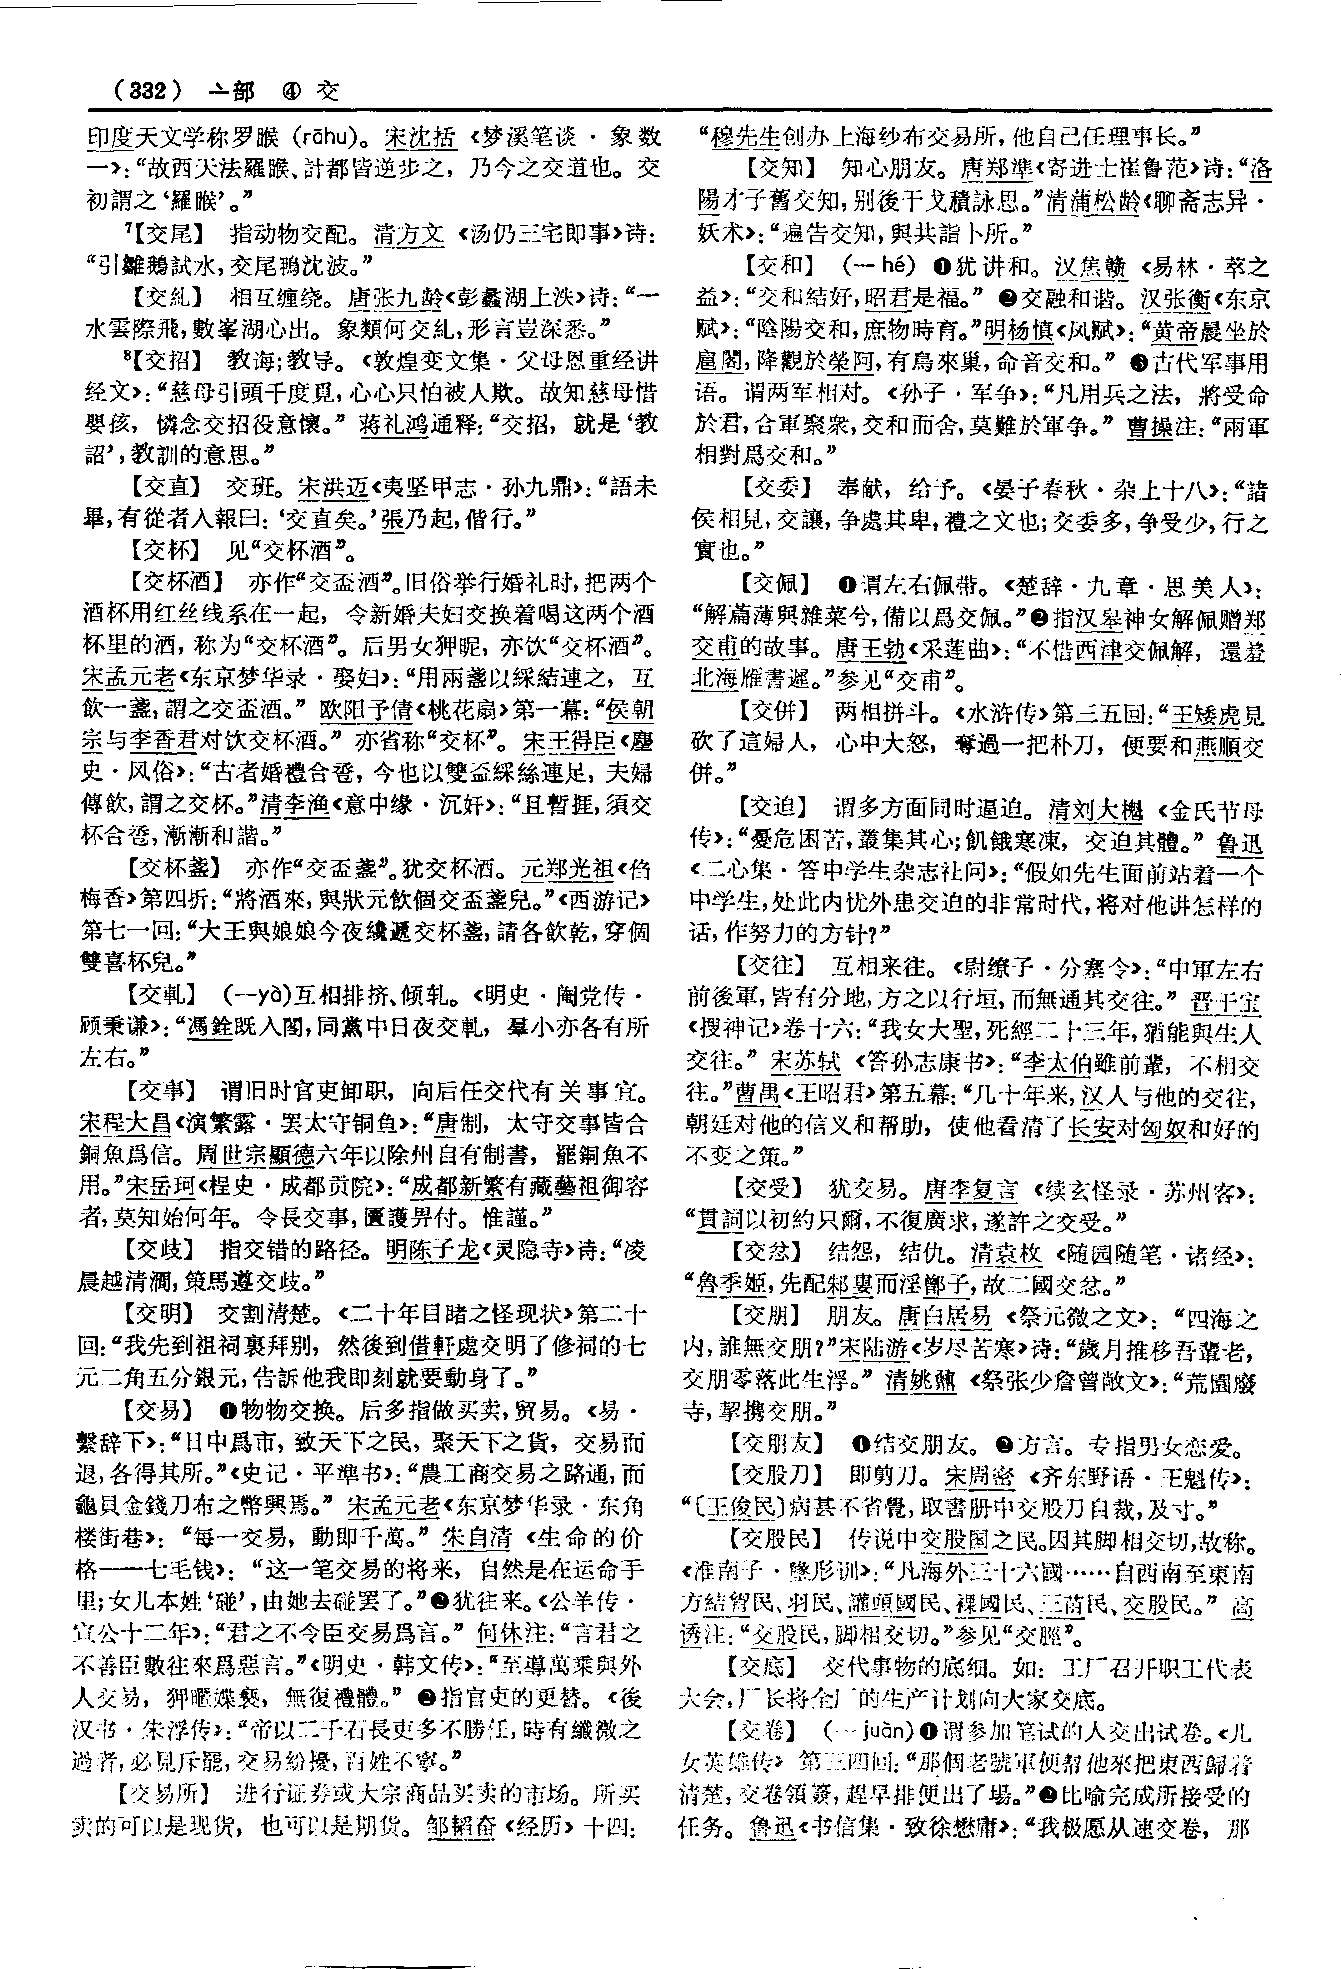 （332） 亠部 ④ 交
印度天文学称罗睺（rāhu）。宋沈括《梦溪笔谈·象数
一》：“故西天法羅睺、計都皆逆步之，乃今之交道也。交
初謂之‘羅睺’。”
⁷【交尾】 指动物交配。清方文《汤仍三宅即事》诗：
“引雛鵝試水，交尾鴨沈波。”
【交糺】 相互缠绕。唐张九龄《彭蠡湖上泆》诗：“一
水雲際飛，數峯湖心出。象類何交糺，形言豈深悉。”
⁸【交招】 教诲；教导。《敦煌变文集·父母恩重经讲
经文》：“慈母引頭千度覓，心心只怕被人欺。故知慈母惜
嬰孩，憐念交招役意懷。”蒋礼鸿通释：“交招，就是‘教
詔’，教訓的意思。”
【交直】 交班。宋洪迈《夷坚甲志·孙九鼎》：“語未
畢，有從者入報曰：‘交直矣。’張乃起，偕行。”
【交杯】 见“交杯酒”。
【交杯酒】 亦作“交盃酒”。旧俗举行婚礼时，把两个
酒杯用红丝线系在一起，令新婚夫妇交换着喝这两个酒
杯里的酒，称为“交杯酒”。后男女狎昵，亦饮“交杯酒”。
宋孟元老《东京梦华录·娶妇》：“用兩盞以綵結連之，互
飲一盞，謂之交盃酒。”欧阳予倩《桃花扇》第一幕：“侯朝
宗与李香君对饮交杯酒。”亦省称“交杯”。宋王得臣《麈
史·风俗》：“古者婚禮合卺，今也以雙盃綵絲連足，夫婦
傳飲，謂之交杯。”清李渔《意中缘·沉奸》：“且暫捱，須交
杯合卺，漸漸和諧。”
【交杯盏】 亦作“交盃盞”。犹交杯酒。元郑光祖《㑇
梅香》第四折：“將酒來，與狀元飲個交盃盞兒。”《西游记》
第七一回：“大王與娘娘今夜纔遞交杯盞，請各飲乾，穿個
雙喜杯兒。”
【交軋】 （—yà）互相排挤、倾轧。《明史·阉党传·
顾秉谦》：“馮銓既入閣，同黨中日夜交軋，羣小亦各有所
左右。”
【交事】 谓旧时官吏卸职，向后任交代有关事宜。
宋程大昌《演繁露·罢太守铜鱼》：“唐制，太守交事皆合
銅魚爲信。周世宗顯德六年以除州自有制書，罷銅魚不
用。”宋岳珂《桯史·成都贡院》：“成都新繁有藏藝祖御容
者，莫知始何年。令長交事，匱護畀付。惟謹。”
【交歧】 指交错的路径。明陈子龙《灵隐寺》诗：“凌
晨越清澗，策馬遵交歧。”
【交明】 交割清楚。《二十年目睹之怪现状》第二十
回：“我先到祖祠裏拜别，然後到借軒處交明了修祠的七
元二角五分銀元，告訴他我即刻就要動身了。”
【交易】 ❶物物交换。后多指做买卖，贸易。《易·
繫辞下》：“日中爲市，致天下之民，聚天下之貨，交易而
退，各得其所。”《史记·平準书》：“農工商交易之路通，而
龜貝金錢刀布之幣興焉。”宋孟元老《东京梦华录·东角
楼街巷》：“每一交易，動即千萬。”朱自清《生命的价
格——七毛钱》：“这一笔交易的将来，自然是在运命手
里；女儿本姓‘碰’，由她去碰罢了。”❷犹往来。《公羊传·
宣公十二年》：“君之不令臣交易爲言。”何休注：“言君之
不善臣數往來爲惡言。”《明史·韩文传》：“至導萬乘與外
人交易，狎暱媟褻，無復禮體。”❸指官吏的更替。《後
汉书·朱浮传》：“帝以二千石長吏多不勝任，時有纖微之
過者，必見斥罷，交易紛擾，百姓不寧。”
【交易所】 进行证券或大宗商品买卖的市场。所买
卖的可以是现货，也可以是期货。邹韬奋《经历》十四：
“穆先生创办上海纱布交易所，他自己任理事长。”
【交知】 知心朋友。唐郑準《寄进士崔鲁范》诗：“洛
陽才子舊交知，别後干戈積詠思。”清蒲松龄《聊斋志异·
妖术》：“遍告交知，與共詣卜所。”
【交和】 （—hé）❶犹讲和。汉焦赣《易林·萃之
益》：“交和結好，昭君是福。”❷交融和谐。汉张衡《东京
赋》：“陰陽交和，庶物時育。”明杨慎《风赋》：“黄帝晨坐於
扈閣，降觀於榮阿，有鳥來巢，命音交和。”❸古代军事用
语。谓两军相对。《孙子·军争》：“凡用兵之法，將受命
於君，合軍聚衆，交和而舍，莫難於軍争。”曹操注：“兩軍
相對爲交和。”
【交委】 奉献，给予。《晏子春秋·杂上十八》：“諸
侯相見，交讓，争處其卑，禮之文也；交委多，争受少，行之
實也。”
【交佩】 ❶谓左右佩带。《楚辞·九章·思美人》：
“解萹薄與雜菜兮，備以爲交佩。”❷指汉皋神女解佩赠郑
交甫的故事。唐王勃《采莲曲》：“不惜西津交佩解，還羞
北海雁書遲。”参见“交甫”。
【交併】 两相拼斗。《水浒传》第三五回：“王矮虎見
砍了這婦人，心中大怒，奪過一把朴刀，便要和燕順交
併。”
【交迫】 谓多方面同时逼迫。清刘大櫆《金氏节母
传》：“憂危困苦，叢集其心；飢餓寒凍，交迫其體。”鲁迅
《二心集·答中学生杂志社问》：“假如先生面前站着一个
中学生，处此内忧外患交迫的非常时代，将对他讲怎样的
话，作努力的方针？”
【交往】 互相来往。《尉缭子·分塞令》：“中軍左右
前後軍，皆有分地，方之以行垣，而無通其交往。”晋干宝
《搜神记》卷十六：“我女大聖，死經二十三年，猶能與生人
交往。”宋苏轼《答孙志康书》：“李太伯雖前輩，不相交
往。”曹禺《王昭君》第五幕：“几十年来，汉人与他的交往，
朝廷对他的信义和帮助，使他看清了长安对匈奴和好的
不变之策。”
【交受】 犹交易。唐李复言《续玄怪录·苏州客》：
“貫詞以初約只爾，不復廣求，遂許之交受。”
【交忿】 结怨，结仇。清袁枚《随园随笔·诸经》：
“魯季姬，先配邾婁而淫鄫子，故二國交忿。”
【交朋】 朋友。唐白居易《祭元微之文》：“四海之
内，誰無交朋？”宋陆游《岁尽苦寒》诗：“歲月推移吾輩老，
交朋零落此生浮。”清姚鼐《祭张少詹曾敞文》：“荒園廢
寺，挐携交朋。”
【交朋友】 ❶结交朋友。❷方言。专指男女恋爱。
【交股刀】 即剪刀。宋周密《齐东野语·王魁传》：
“〔王俊民〕病甚不省覺，取書册中交股刀自裁，及寸。”
【交股民】 传说中交股国之民。因其脚相交切，故称。
《淮南子·墬形训》：“凡海外三十六國……自西南至東南
方結胷民、羽民、讙頭國民、裸國民、三苗民、交股民。”高
诱注：“交股民，脚相交切。”参见“交脛”。
【交底】 交代事物的底细。如：工厂召开职工代表
大会，厂长将全厂的生产计划向大家交底。
【交卷】 （—juàn）❶谓参加笔试的人交出试卷。《儿
女英雄传》第三四回：“那個老號軍便幫他來把東西歸着
清楚，交卷領籤，趕早排便出了場。”❷比喻完成所接受的
任务。鲁迅《书信集·致徐懋庸》：“我极愿从速交卷，那